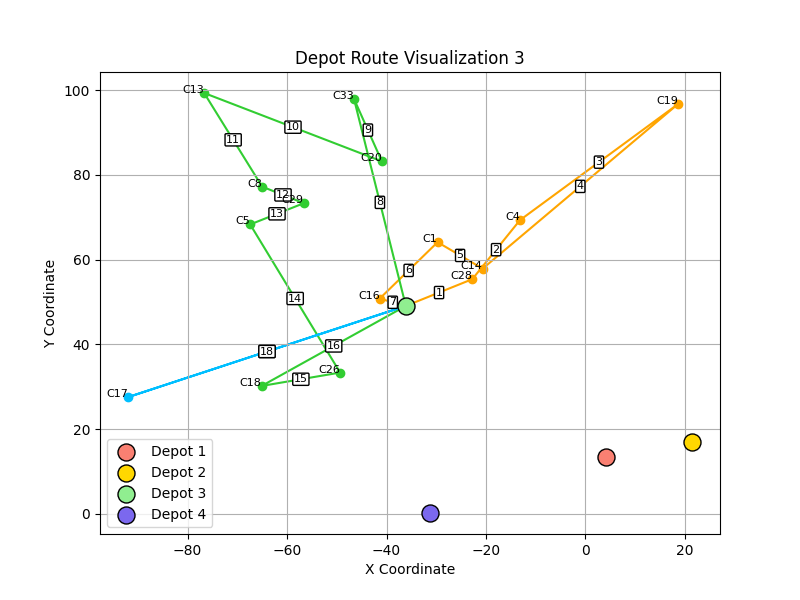 Depot Route Visualization 3
Y Coordinate
100
80
60
40
20
0
−80
−60
−40
−20
0
20
X Coordinate
C13
C33
C19
10
9
11
C20
3
C8
12
C29
4
13
8
C5
C4
C1
2
5
C14
6
C28
C16
7
1
14
16
18
C26
15
C18
C17
Depot 1
Depot 2
Depot 3
Depot 4